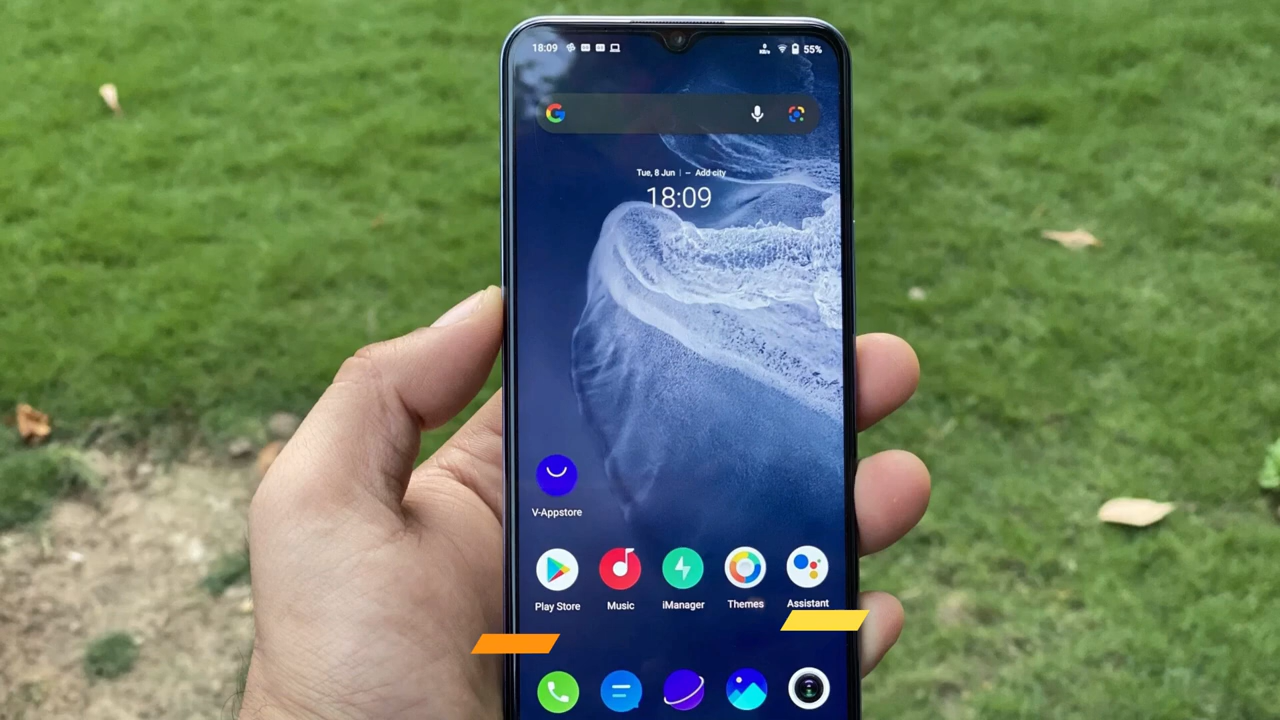 18:09 55%
Tue, 8 Jun | – Add city
18:09
V-Appstore
Play Store Music iManager Themes Assistant